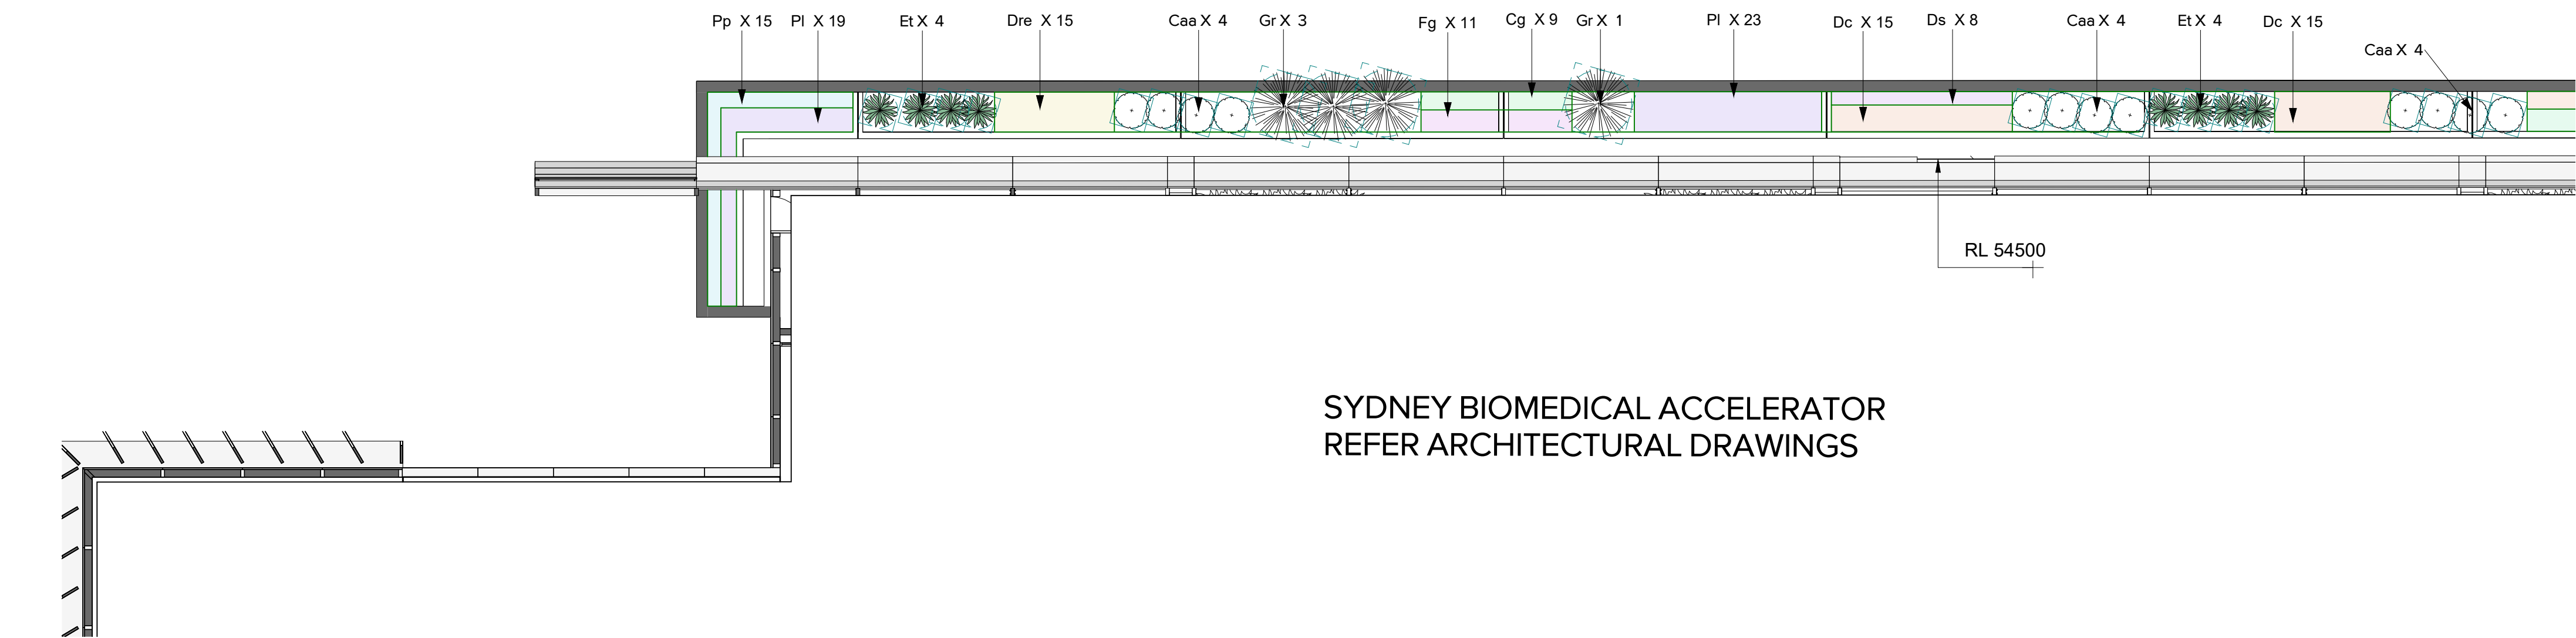 Pp X 15
Pl X 19
Et X 4
Dre X 15
Caa X 4
Gr X 3
Fg X 11
Cg X 9
Gr X 1
Pl X 23
Dc X 15
Ds X 8
Caa X 4
Et X 4
Dc X 15
Caa X 4
RL 54500
SYDNEY BIOMEDICAL ACCELERATOR
REFER ARCHITECTURAL DRAWINGS